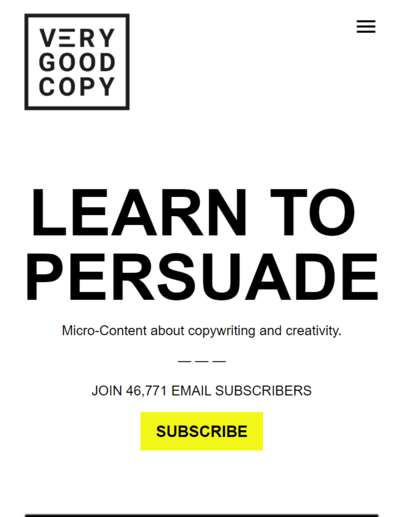 VERY
GOOD
COPY
LEARN TO
PERSUADE
Micro-Content about copywriting and creativity.
— — —
JOIN 46,771 EMAIL SUBSCRIBERS
SUBSCRIBE